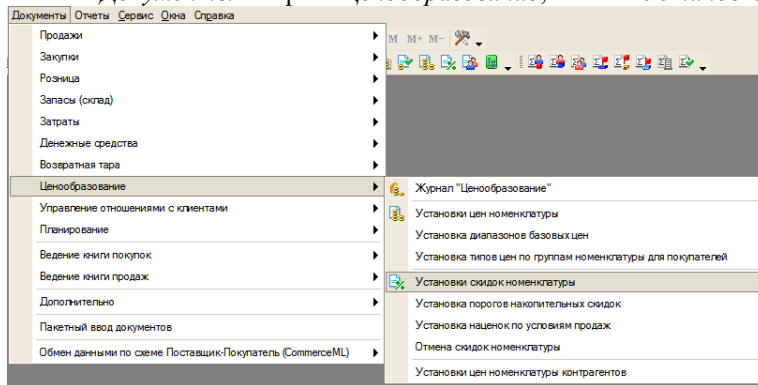 Документы Отчеты Сервис Окна Справка
М М+ М-
Продажи
Закупки
Розница
Запасы (склад)
Затраты
Денежные средства
Возвратная тара
Ценообразование
Управление отношениями с клиентами
Планирование
Ведение книги покупок
Ведение книги продаж
Дополнительно
Пакетный ввод документов
Обмен данными по схеме Поставщик-Покупатель (CommerceML)
Журнал "Ценообразование"
Установки цен номенклатуры
Установка диапазонов базовых цен
Установка типов цен по группам номенклатуры для покупателей
Установки скидок номенклатуры
Установка порогов накопительных скидок
Установка наценок по условиям продаж
Отмена скидок номенклатуры
Установки цен номенклатуры контрагентов